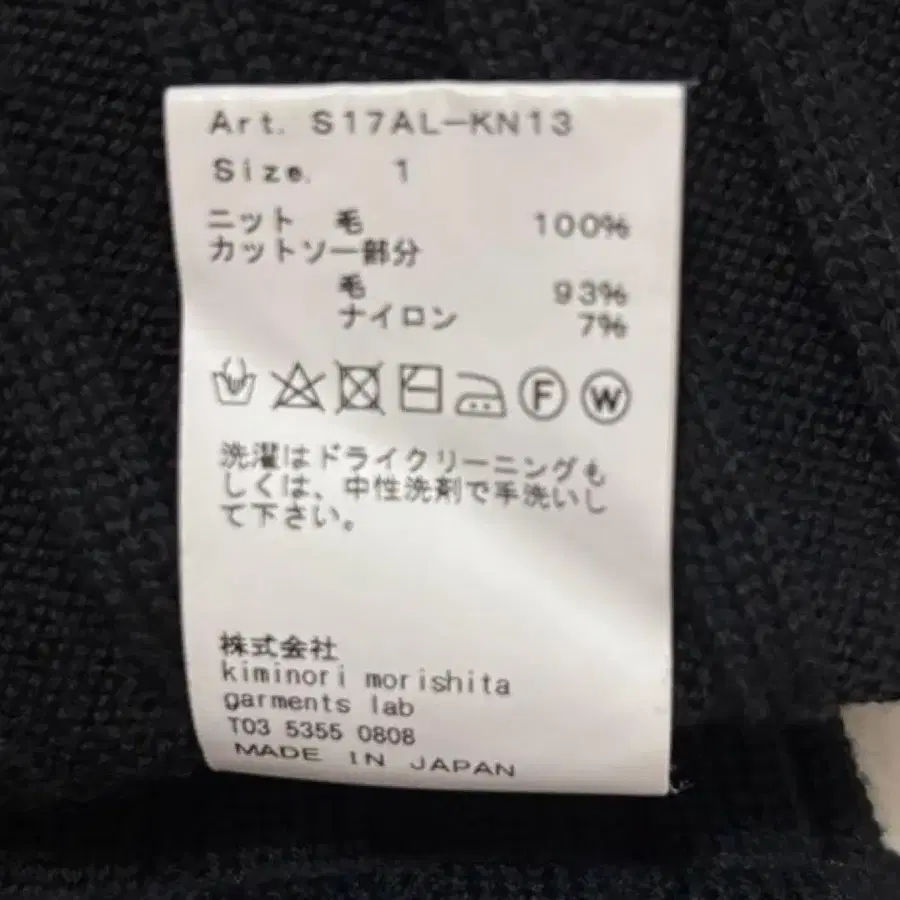 Art. S17AL-KN13
Size. 1
ニット 毛 100%
カットソー部分
毛 93%
ナイロン 7%
F W
洗濯はドライクリーニングも
しくは、中性洗剤で手洗いし
て下さい。
株式会社
kiminori morishita
garments lab
T03 5355 0808
MADE IN JAPAN